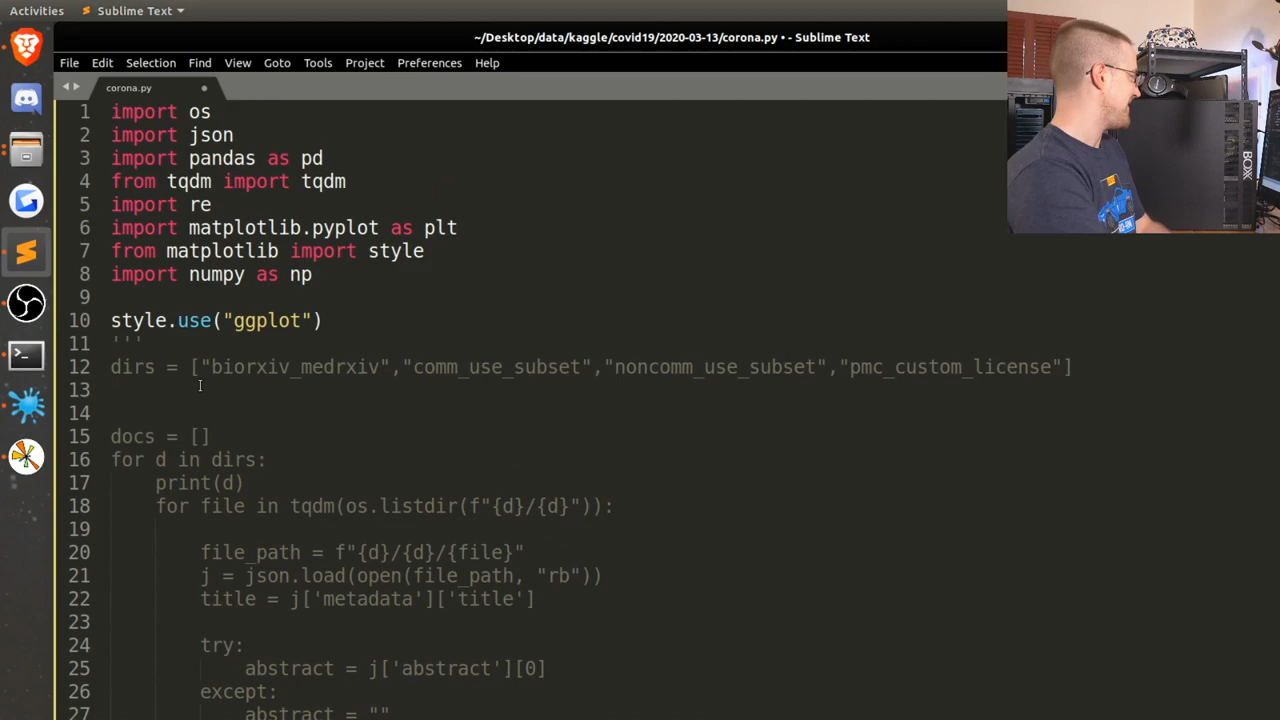 Activities
Sublime Text
~/Desktop/data/kaggle/covid19/2020-03-13/corona.py • - Sublime Text
File Edit Selection Find View Goto Tools Project Preferences Help
corona.py
1 import os
2 import json
3 import pandas as pd
4 from tqdm import tqdm
5 import re
6 import matplotlib.pyplot as plt
7 from matplotlib import style
8 import numpy as np
9
10 style.use("ggplot")
11 '''
12 dirs = ["biorxiv_medrxiv","comm_use_subset","noncomm_use_subset","pmc_custom_license"]
13
14
15 docs = []
16 for d in dirs:
17 print(d)
18 for file in tqdm(os.listdir(f"{d}/{d}")):
19
20 file_path = f"{d}/{d}/{file}"
21 j = json.load(open(file_path, "rb"))
22 title = j['metadata']['title']
23
24 try:
25 abstract = j['abstract'][0]
26 except:
27 abstract = ""
BOXX